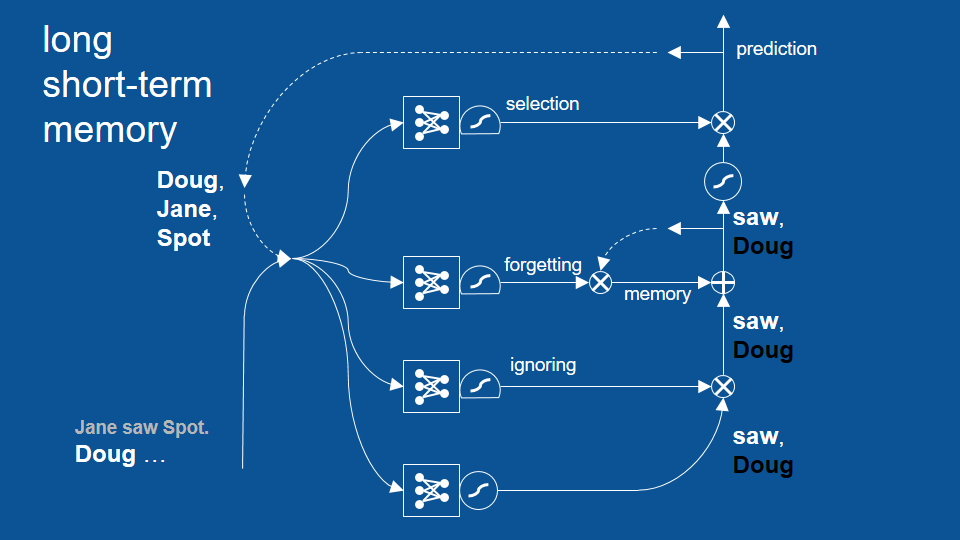 long
short-term
memory
prediction
selection
Doug,
Jane,
Spot
saw,
Doug
forgetting
memory
saw,
Doug
ignoring
Jane saw Spot.
Doug …
saw,
Doug